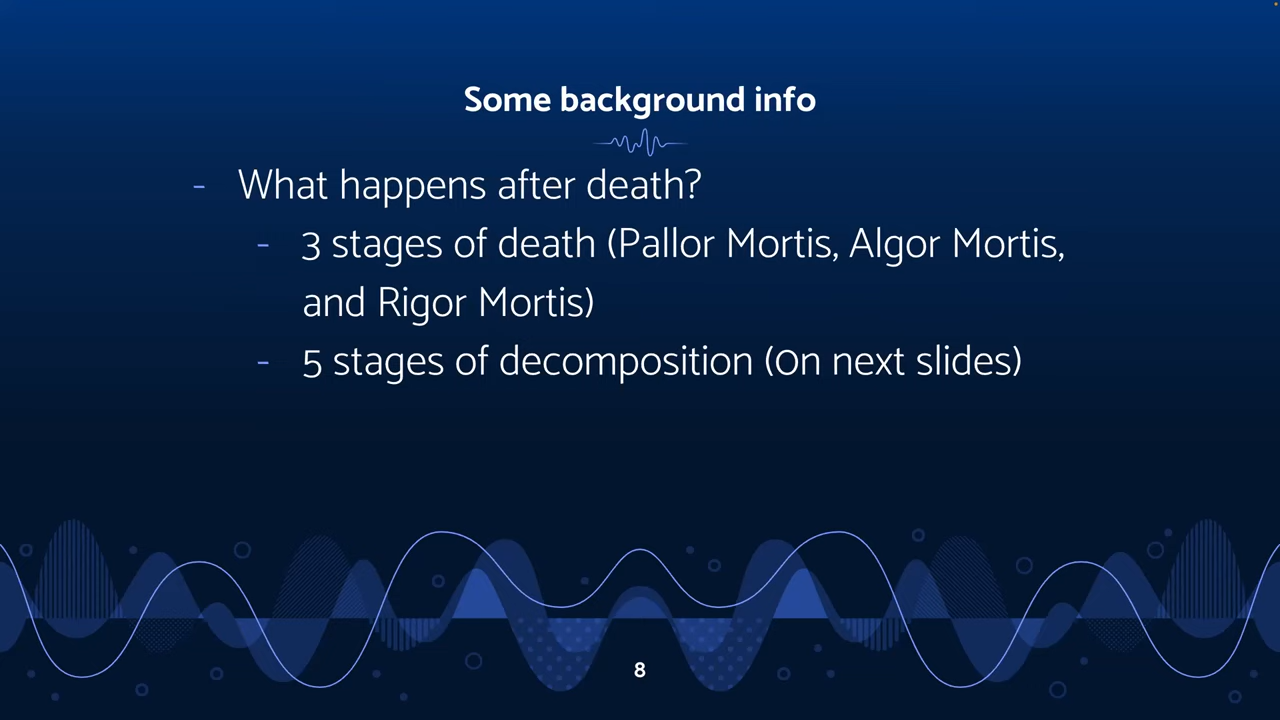 Some background info
- What happens after death?
- 3 stages of death (Pallor Mortis, Algor Mortis,
and Rigor Mortis)
- 5 stages of decomposition (On next slides)
8